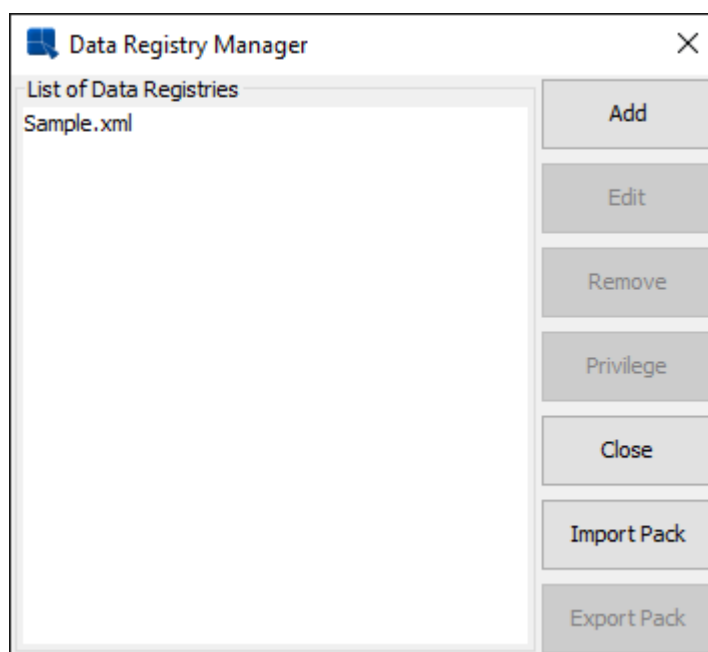 Data Registry Manager
List of Data Registries
Sample.xml
Add
Edit
Remove
Privilege
Close
Import Pack
Export Pack